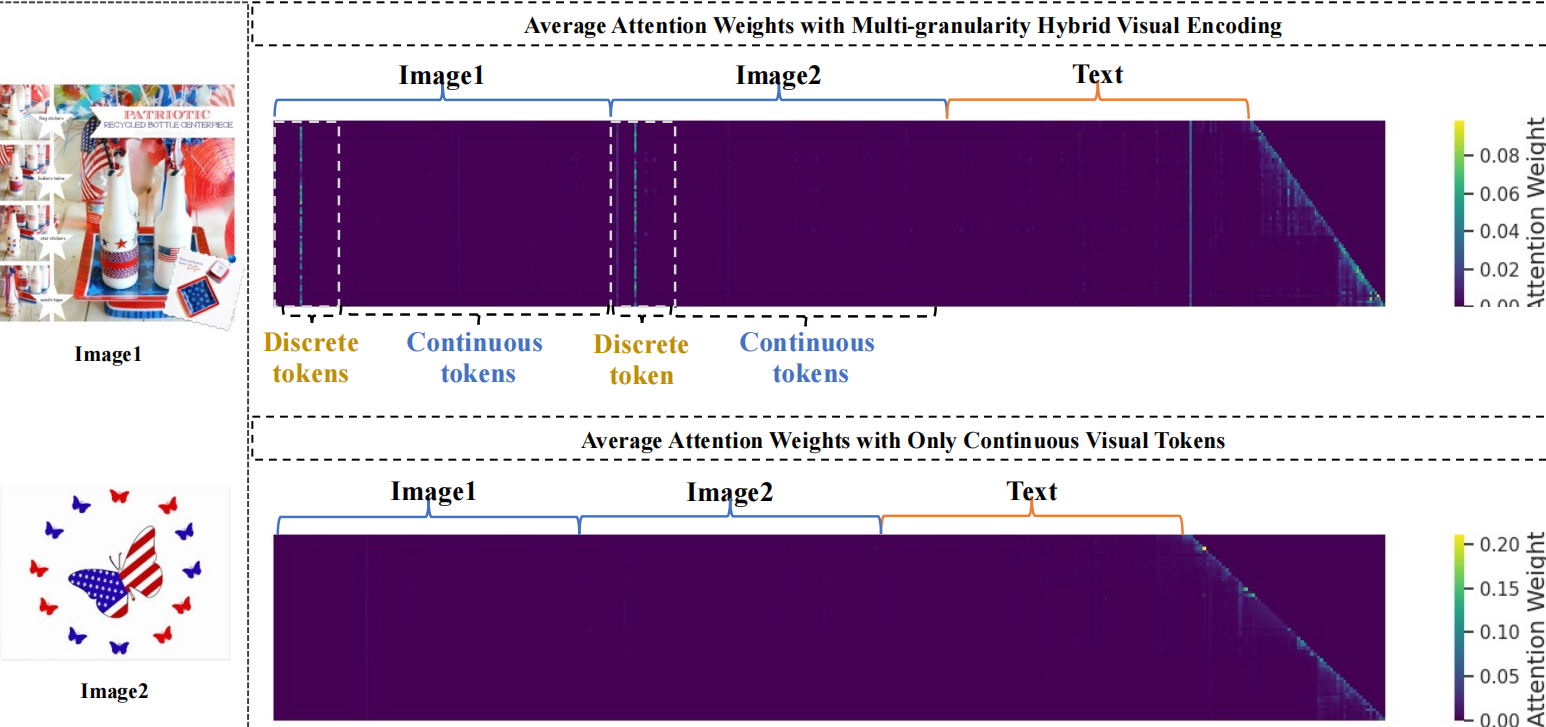 Average Attention Weights with Multi-granularity Hybrid Visual Encoding
Image1
Image2
Text
PATRIOTIC
RECYCLED BOTTLE CENTERPIECE
flag stickers
bakers twine
star stickers
washi tape
Image1
0.08
0.06
0.04
0.02
0.00
Attention Weight
Discrete
tokens
Continuous
tokens
Discrete
token
Continuous
tokens
Average Attention Weights with Only Continuous Visual Tokens
Image1
Image2
Text
0.20
0.15
0.10
0.05
0.00
Attention Weight
Image2